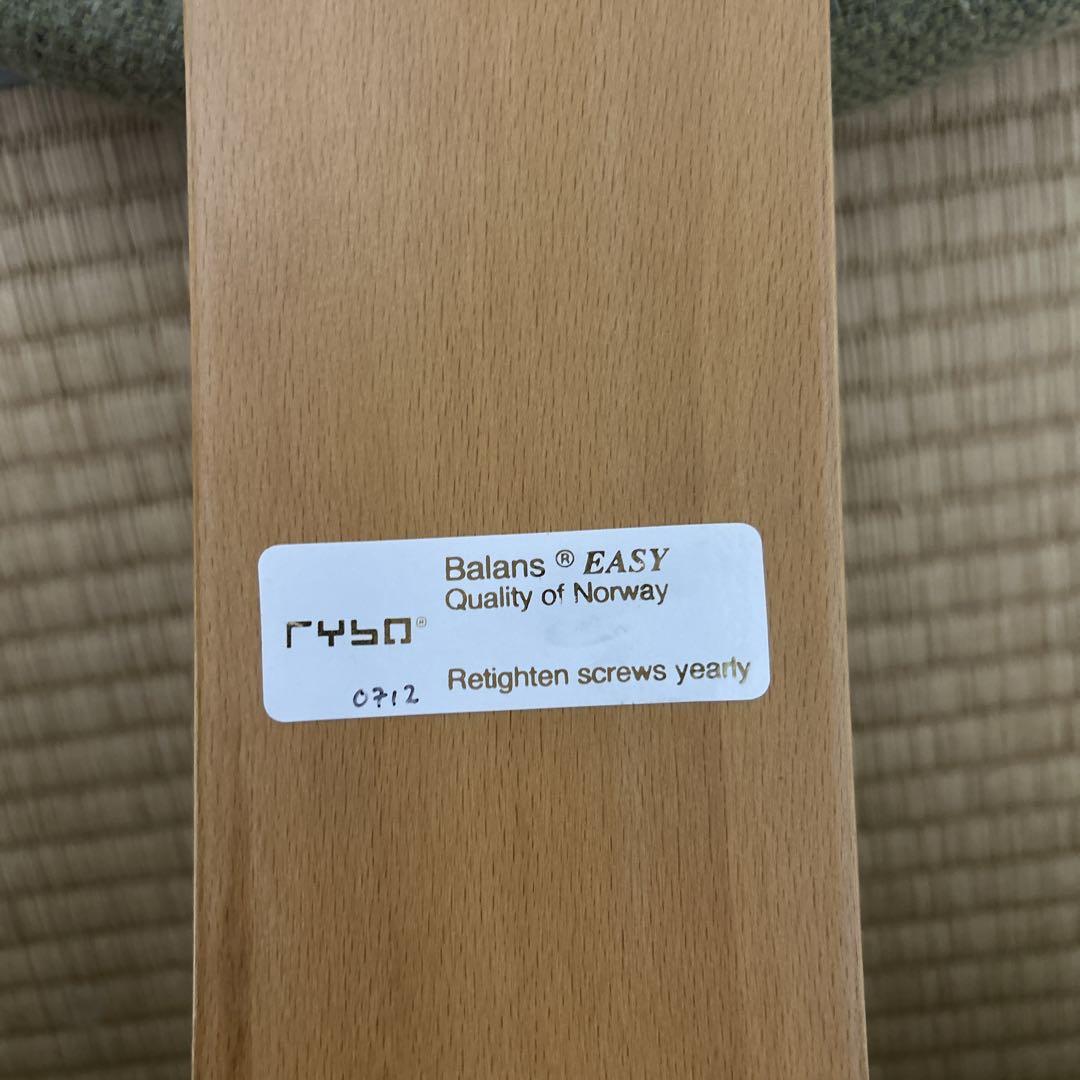 Balans ® EASY
Quality of Norway
rybo®
Retighten screws yearly
0712